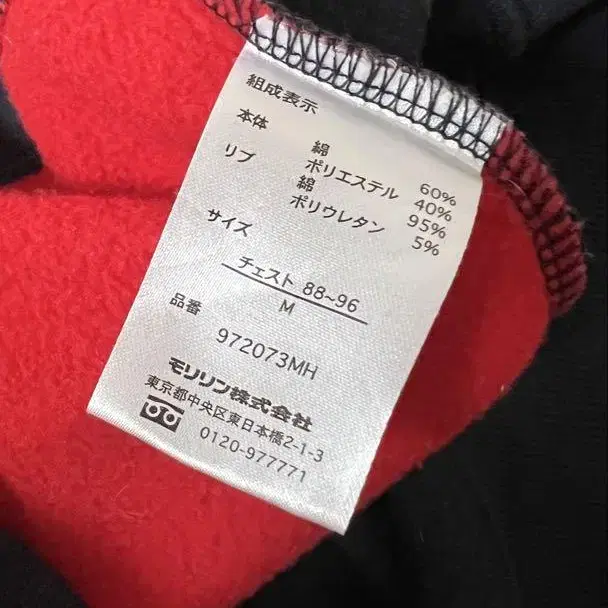 組成表示
本体 綿 60%
ポリエステル 40%
リブ 綿 95%
ポリウレタン 5%
サイズ
チェスト 88~96
M
品番
972073MH
モリリン株式会社
東京都中央区東日本橋2-1-3
0120-977771